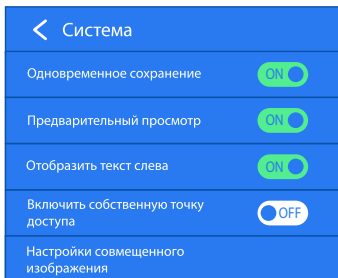 Система
Одновременное сохранение ON
Предварительный просмотр ON
Отобразить текст слева ON
Включить собственную точку
доступа OFF
Настройки совмещенного
изображения